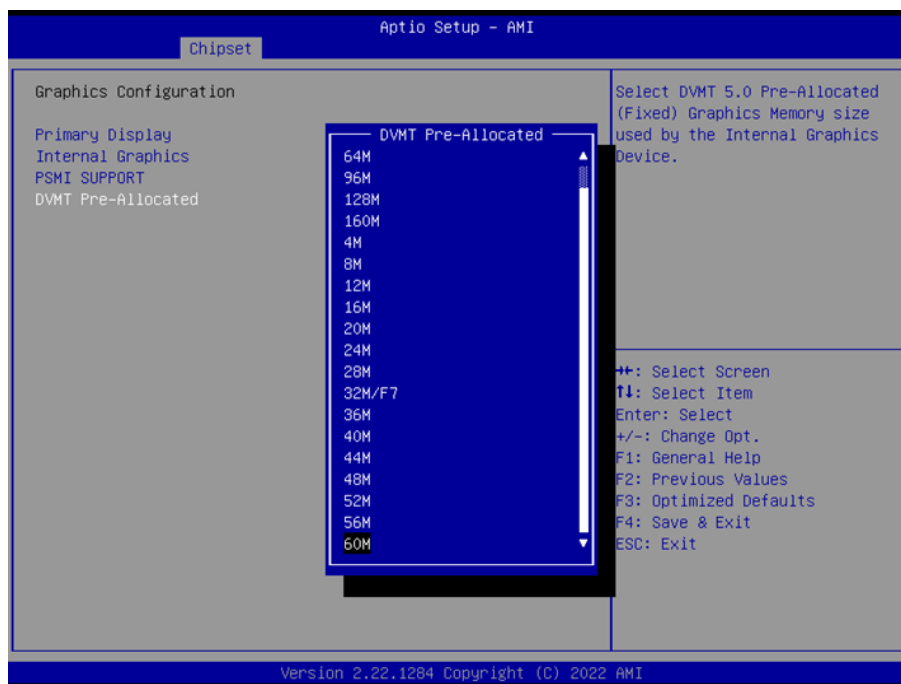 Aptio Setup – AMI
Chipset
Graphics Configuration
Primary Display
Internal Graphics
PSMI SUPPORT
DVMT Pre-Allocated
DVMT Pre-Allocated
64M
96M
128M
160M
4M
8M
12M
16M
20M
24M
28M
32M/F7
36M
40M
44M
48M
52M
56M
60M
Select DVMT 5.0 Pre-Allocated
(Fixed) Graphics Memory size
used by the Internal Graphics
Device.
→←: Select Screen
↑↓: Select Item
Enter: Select
+/-: Change Opt.
F1: General Help
F2: Previous Values
F3: Optimized Defaults
F4: Save & Exit
ESC: Exit
Version 2.22.1284 Copyright (C) 2022 AMI